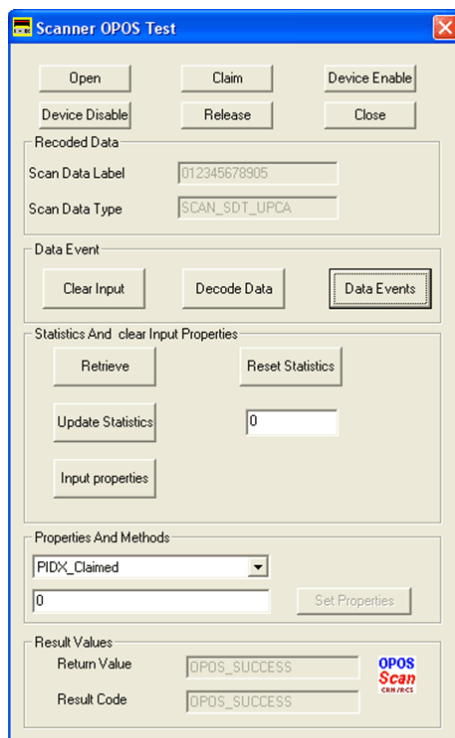 Scanner OPOS Test
Open Claim Device Enable
Device Disable Release Close
Recoded Data
Scan Data Label 012345678905
Scan Data Type SCAN_SDT_UPCA
Data Event
Clear Input Decode Data Data Events
Statistics And clear Input Properties
Retrieve Reset Statistics
Update Statistics 0
Input properties
Properties And Methods
PIDX_Claimed
0 Set Properties
Result Values
Return Value OPOS_SUCCESS
Result Code OPOS_SUCCESS
OPOS
Scan
CRM/RCS